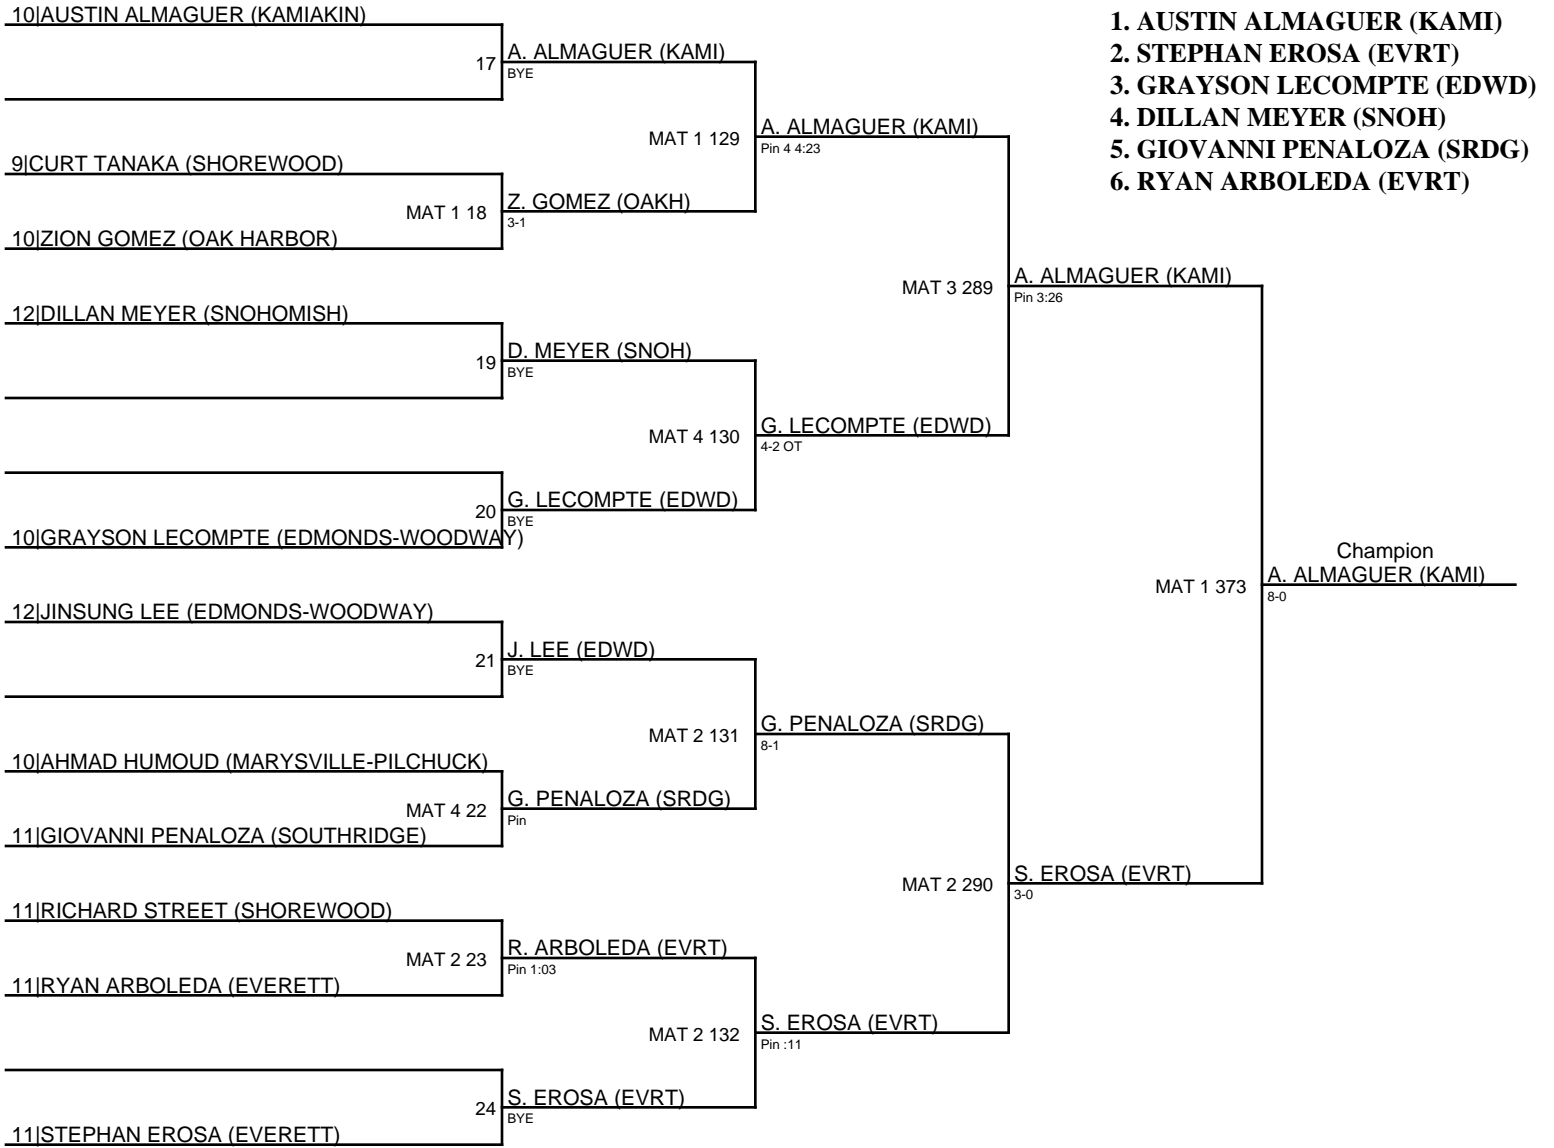 10|AUSTIN ALMAGUER (KAMIAKIN)
17
A. ALMAGUER (KAMI)
BYE
MAT 1 129
A. ALMAGUER (KAMI)
Pin 4 4:23
9|CURT TANAKA (SHOREWOOD)
MAT 1 18
Z. GOMEZ (OAKH)
3-1
10|ZION GOMEZ (OAK HARBOR)
MAT 3 289
A. ALMAGUER (KAMI)
Pin 3:26
12|DILLAN MEYER (SNOHOMISH)
19
D. MEYER (SNOH)
BYE
MAT 4 130
G. LECOMPTE (EDWD)
4-2 OT
20
G. LECOMPTE (EDWD)
BYE
10|GRAYSON LECOMPTE (EDMONDS-WOODWAY)
MAT 1 373
Champion
A. ALMAGUER (KAMI)
8-0
12|JINSUNG LEE (EDMONDS-WOODWAY)
21
J. LEE (EDWD)
BYE
MAT 2 131
G. PENALOZA (SRDG)
8-1
10|AHMAD HUMOUD (MARYSVILLE-PILCHUCK)
MAT 4 22
G. PENALOZA (SRDG)
Pin
11|GIOVANNI PENALOZA (SOUTHRIDGE)
MAT 2 290
S. EROSA (EVRT)
3-0
11|RICHARD STREET (SHOREWOOD)
MAT 2 23
R. ARBOLEDA (EVRT)
Pin 1:03
11|RYAN ARBOLEDA (EVERETT)
MAT 2 132
S. EROSA (EVRT)
Pin :11
24
S. EROSA (EVRT)
BYE
11|STEPHAN EROSA (EVERETT)
1. AUSTIN ALMAGUER (KAMI)
2. STEPHAN EROSA (EVRT)
3. GRAYSON LECOMPTE (EDWD)
4. DILLAN MEYER (SNOH)
5. GIOVANNI PENALOZA (SRDG)
6. RYAN ARBOLEDA (EVRT)